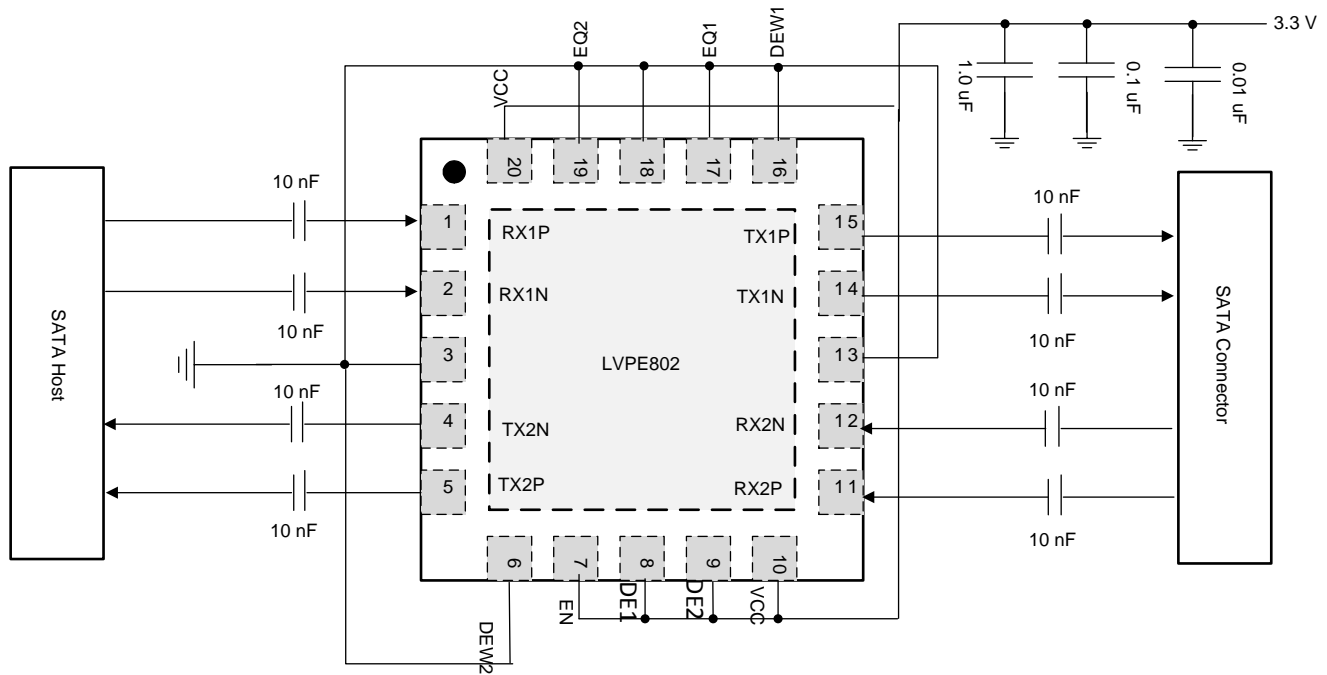 3.3 V
1.0 uF
0.1 uF
0.01 uF
EQ2
EQ1
DEW1
VCC
20
19
18
17
16
SATA Host
10 nF
10 nF
10 nF
10 nF
1
2
3
4
5
RX1P
RX1N
TX2N
TX2P
LVPE802
TX1P
TX1N
RX2N
RX2P
15
14
13
12
11
10 nF
10 nF
10 nF
10 nF
SATA Connector
6
7
8
9
10
DEW2
EN
DE1
DE2
VCC